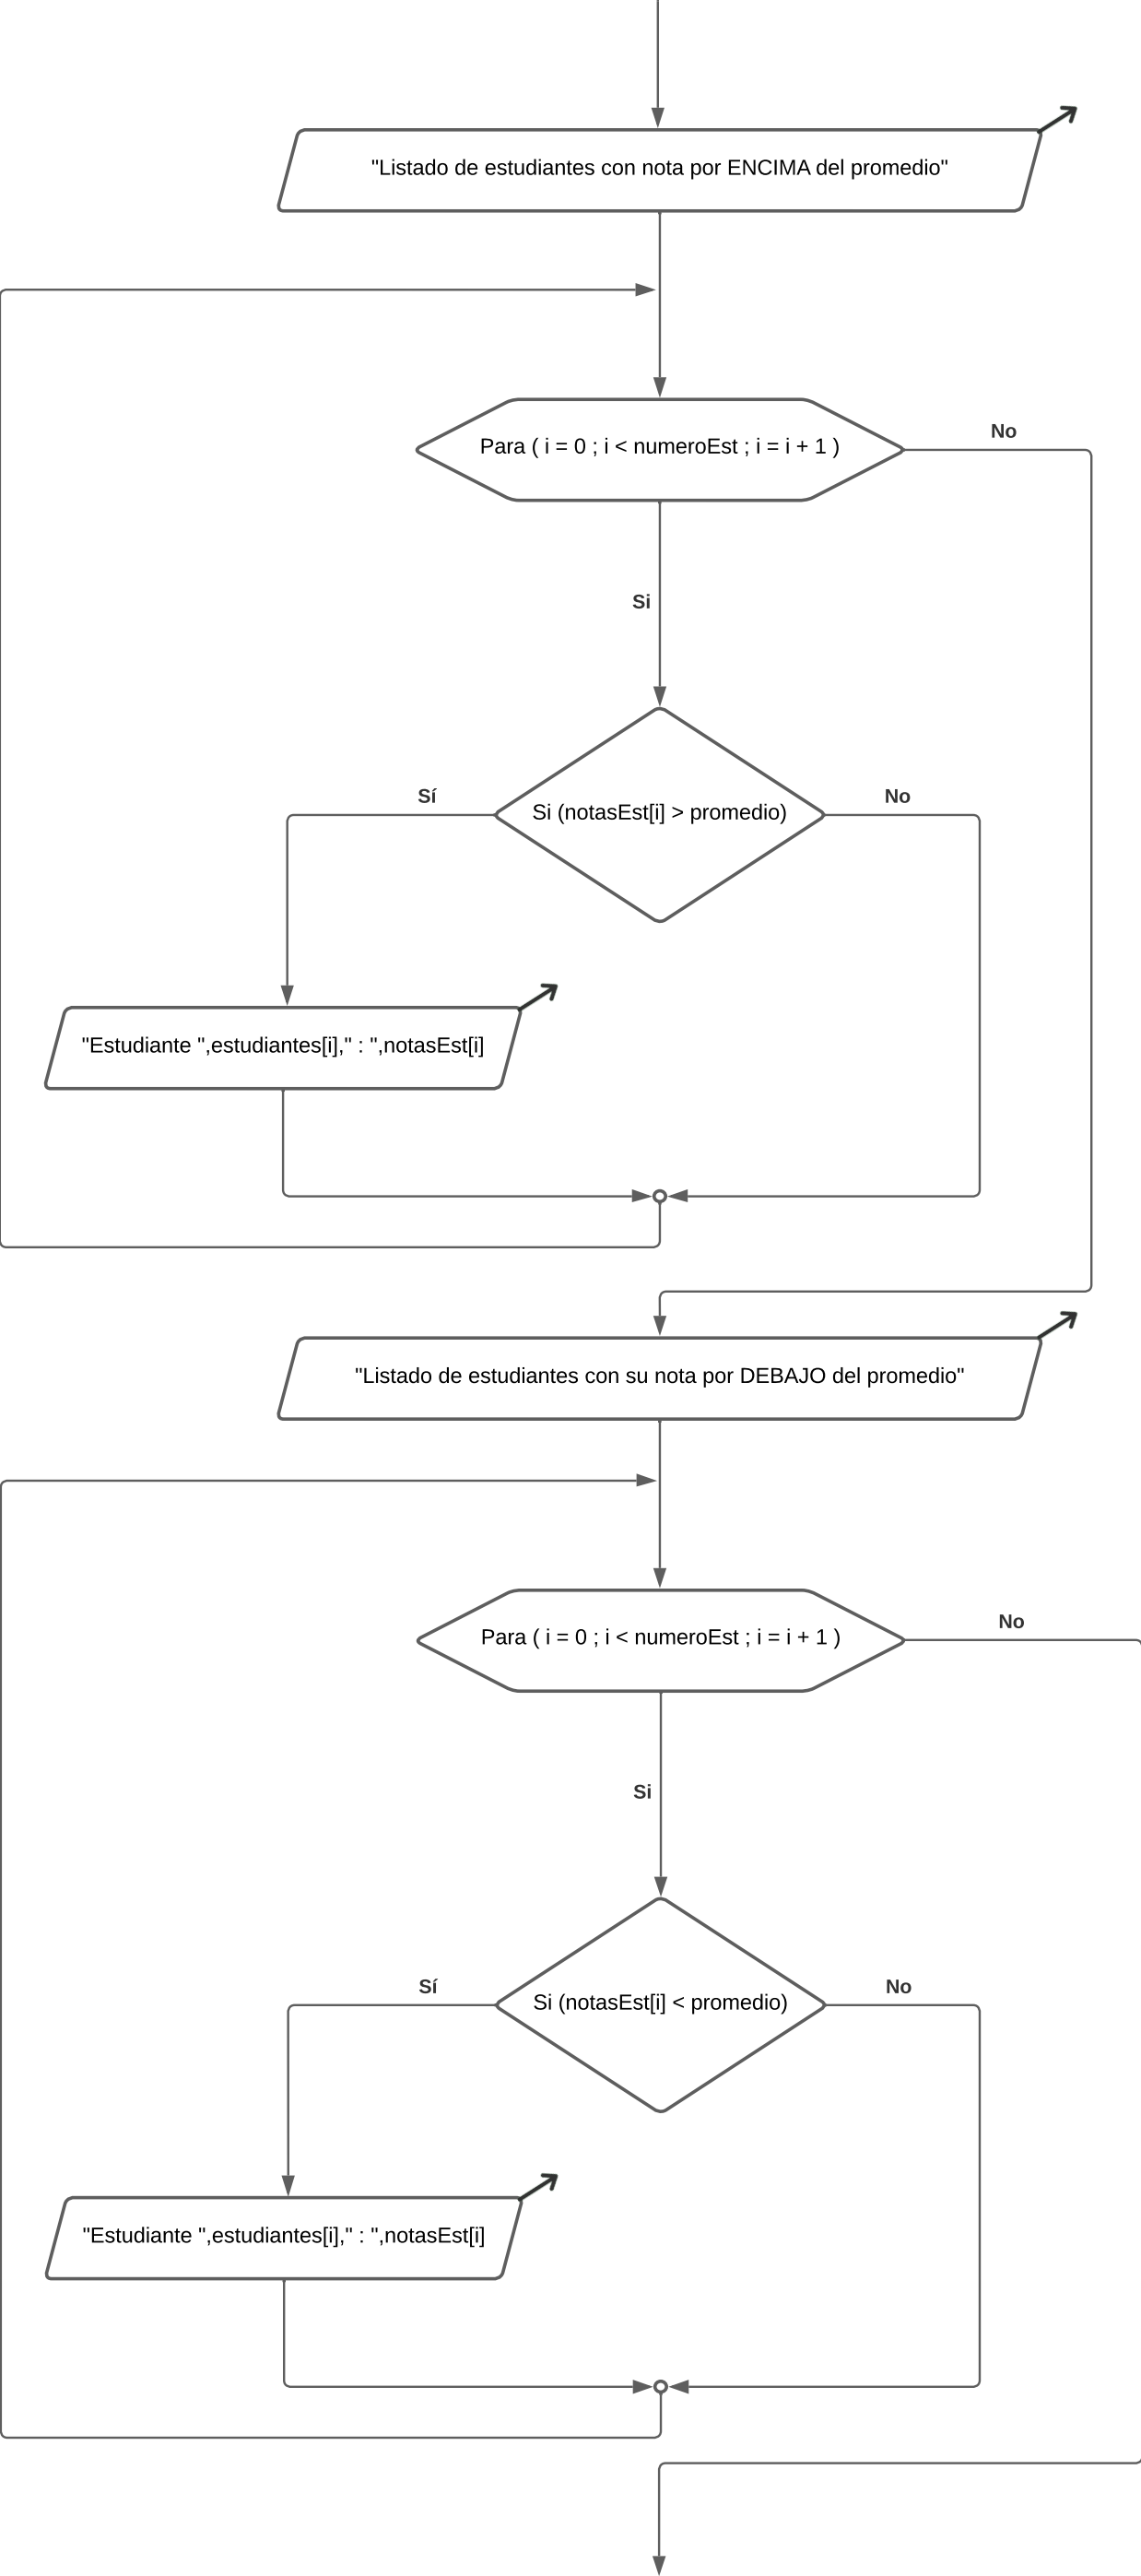 "Listado de estudiantes con nota por ENCIMA del promedio"
Para ( i = 0 ; i < numeroEst ; i = i + 1 )
No
Si
Sí
Si (notasEst[i] > promedio)
No
"Estudiante ",estudiantes[i]," : ",notasEst[i]
"Listado de estudiantes con su nota por DEBAJO del promedio"
Para ( i = 0 ; i < numeroEst ; i = i + 1 )
No
Si
Sí
Si (notasEst[i] < promedio)
No
"Estudiante ",estudiantes[i]," : ",notasEst[i]